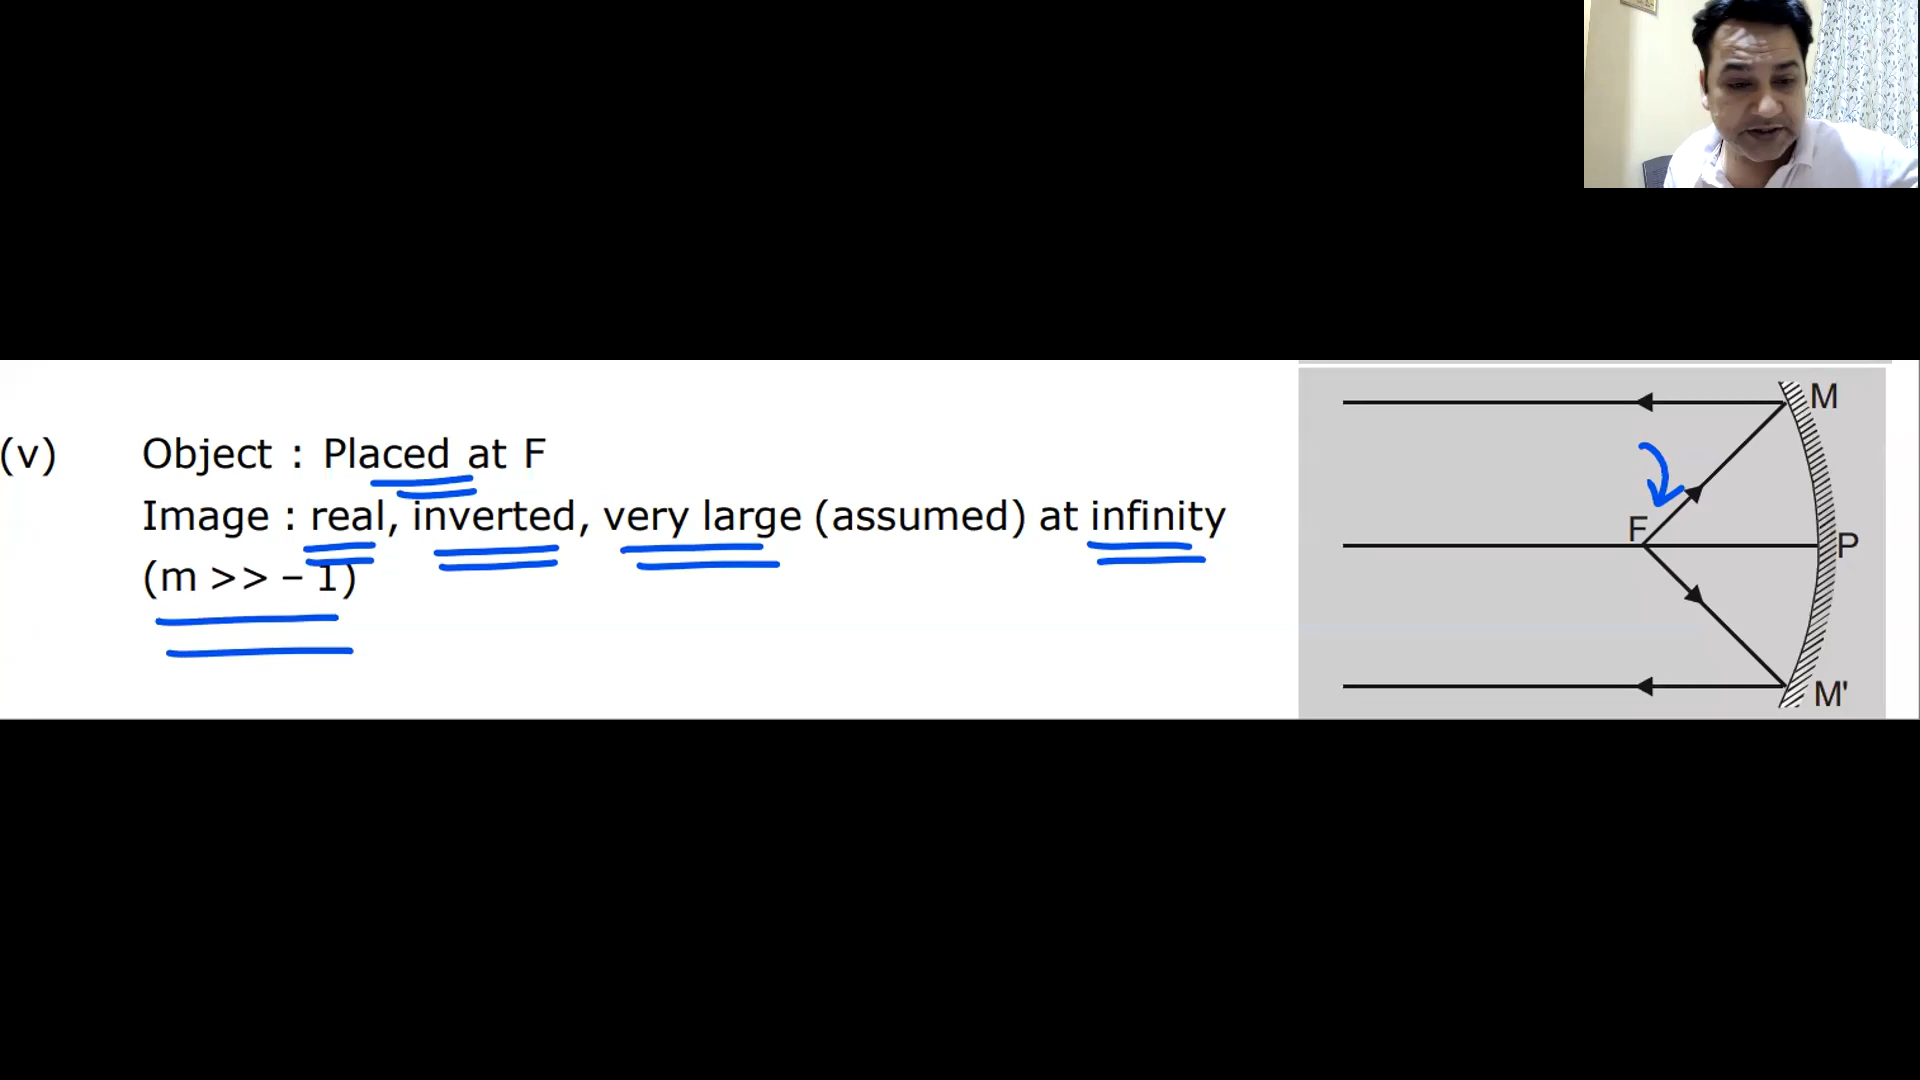 (v) Object : Placed at F
Image : real, inverted, very large (assumed) at infinity
(m >> – 1)
M
F
P
M'